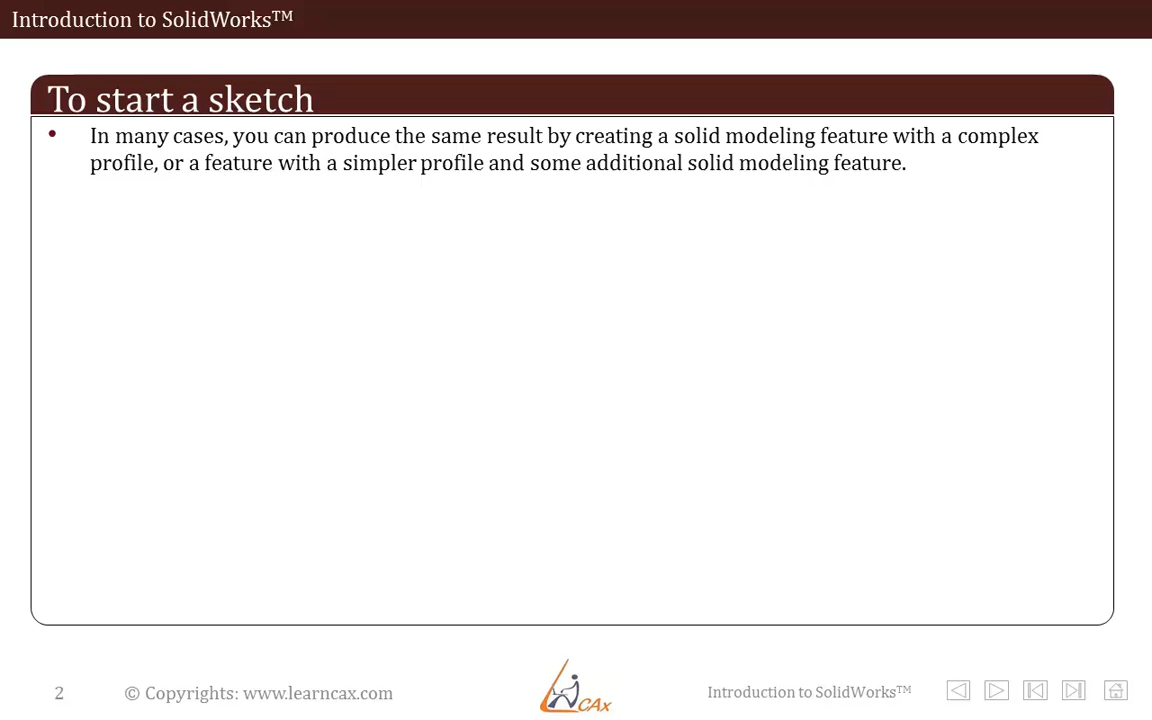 Introduction to SolidWorks™
To start a sketch
• In many cases, you can produce the same result by creating a solid modeling feature with a complex
profile, or a feature with a simpler profile and some additional solid modeling feature.
2
© Copyrights: www.learncax.com
CAx
Introduction to SolidWorks™